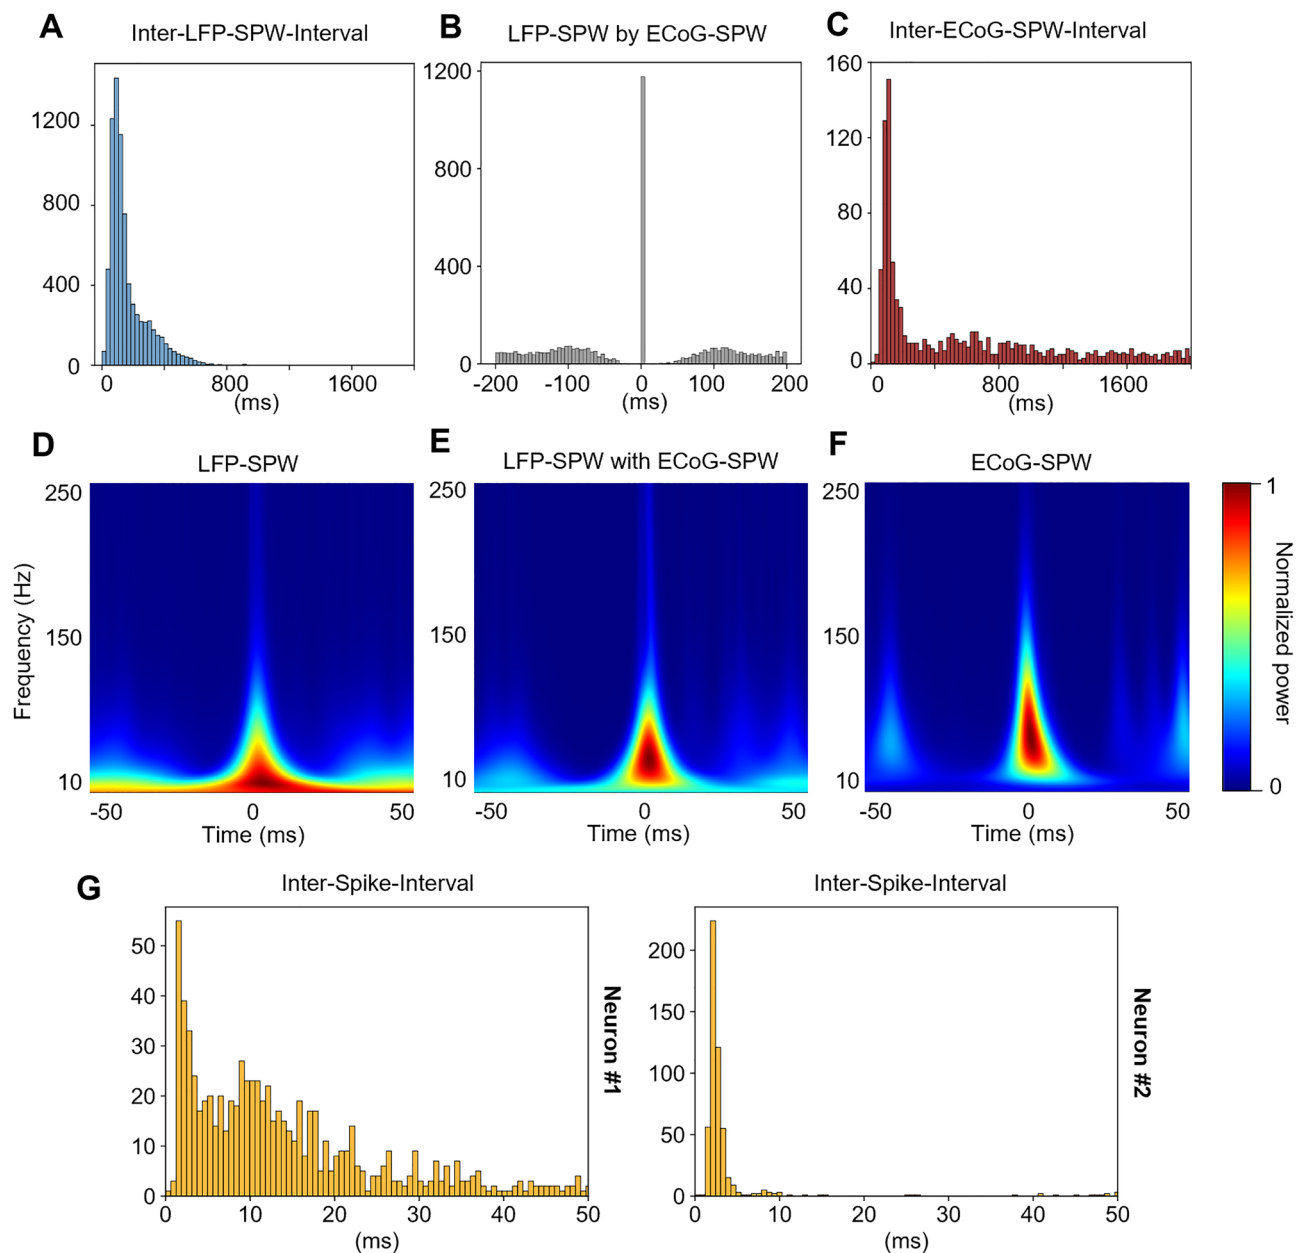 A
Inter-LFP-SPW-Interval
1200
800
400
0
0
800
1600
(ms)
B
LFP-SPW by ECoG-SPW
1200
800
400
0
-200
-100
0
100
200
(ms)
C
Inter-ECoG-SPW-Interval
160
120
80
40
0
0
800
1600
(ms)
D
LFP-SPW
Frequency (Hz)
250
150
10
-50
0
50
Time (ms)
E
LFP-SPW with ECoG-SPW
250
150
10
-50
0
50
Time (ms)
F
ECoG-SPW
250
150
10
-50
0
50
Time (ms)
1
0
Normalized power
G
Inter-Spike-Interval
50
40
30
20
10
0
0
10
20
30
40
50
(ms)
Neuron #1
Inter-Spike-Interval
200
150
100
50
0
0
10
20
30
40
50
(ms)
Neuron #2